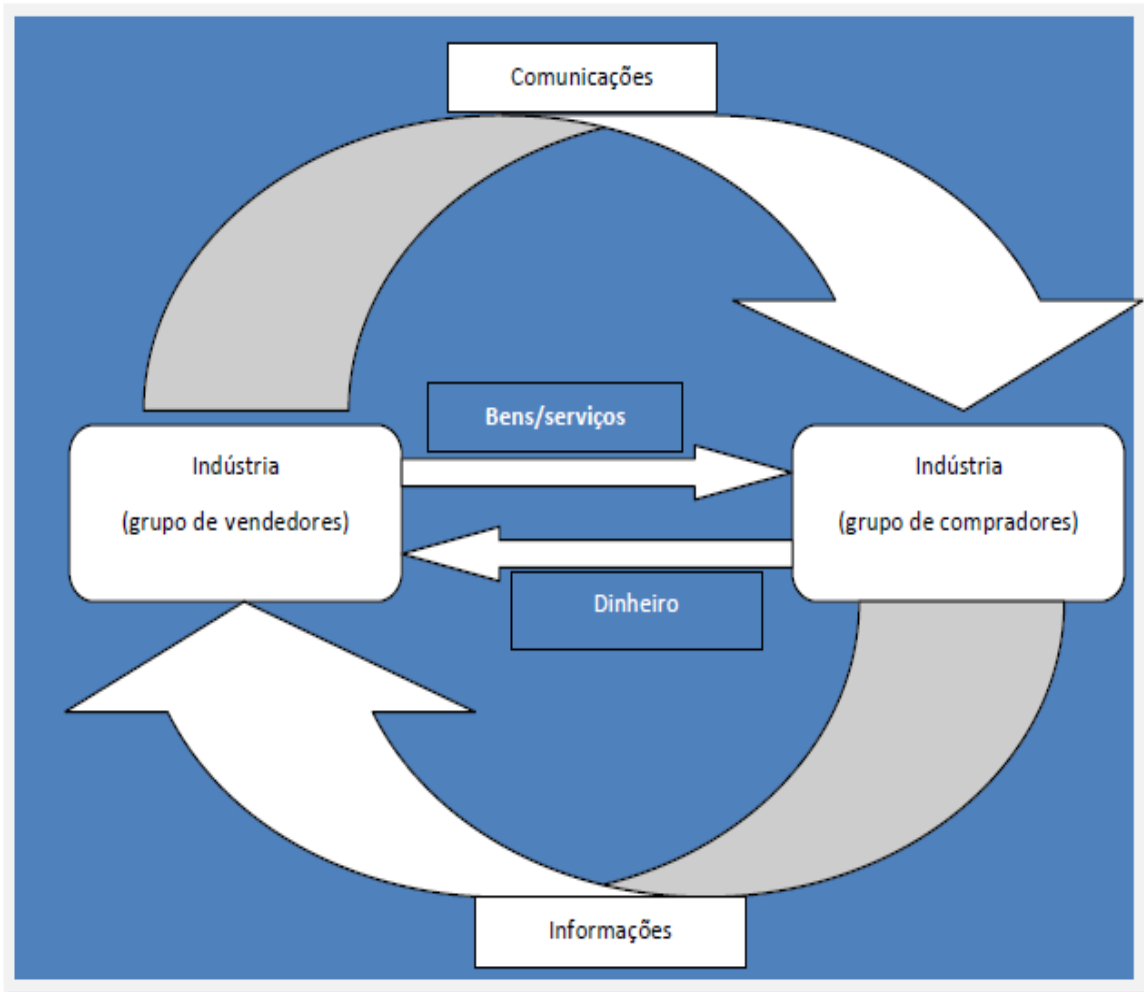 Comunicações
Bens/serviços
Indústria
(grupo de vendedores)
Indústria
(grupo de compradores)
Dinheiro
Informações